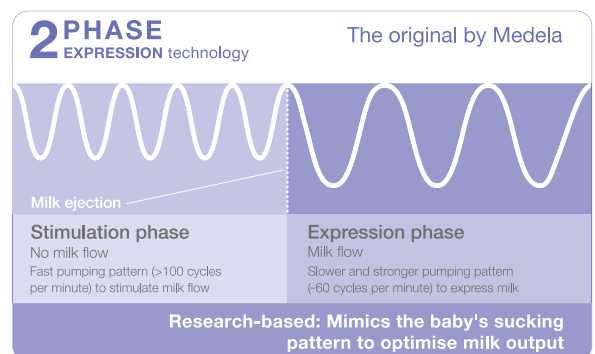 2 PHASE
EXPRESSION technology
The original by Medela
Milk ejection
Stimulation phase
No milk flow
Fast pumping pattern (>100 cycles
per minute) to stimulate milk flow
Expression phase
Milk flow
Slower and stronger pumping pattern
(~60 cycles per minute) to express milk
Research-based: Mimics the baby's sucking
pattern to optimise milk output